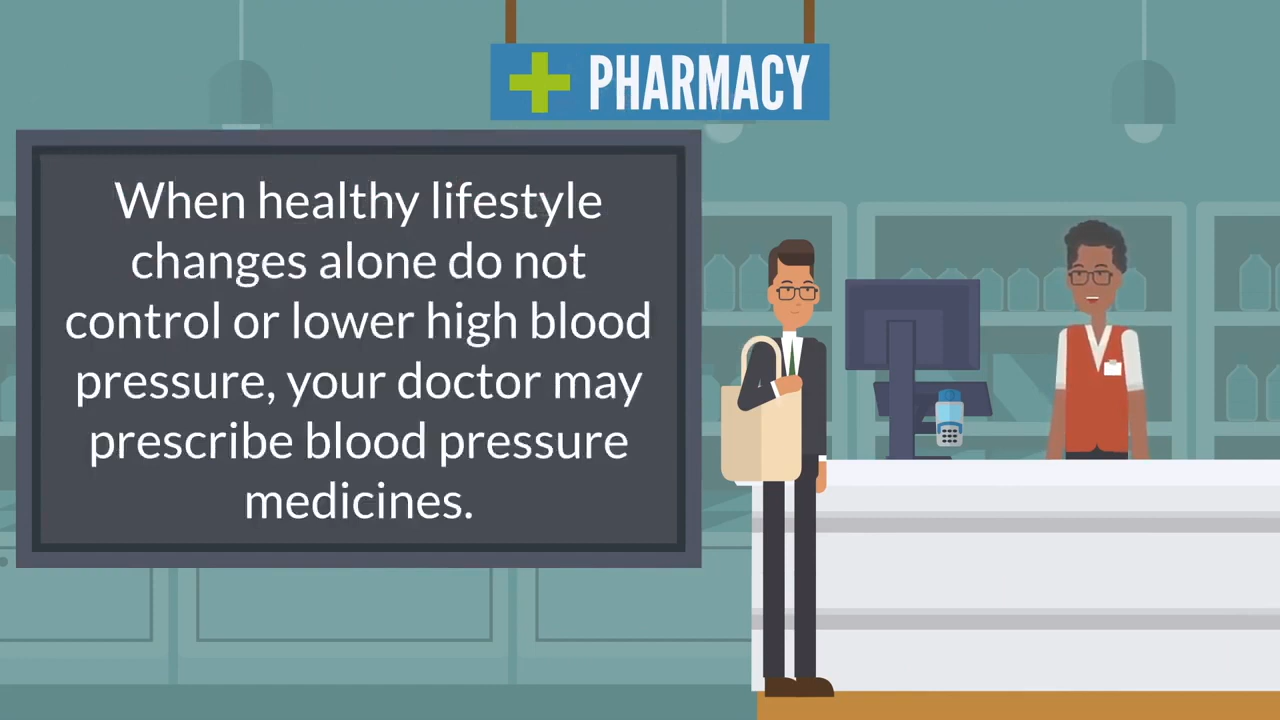 PHARMACY
When healthy lifestyle
changes alone do not
control or lower high blood
pressure, your doctor may
prescribe blood pressure
medicines.